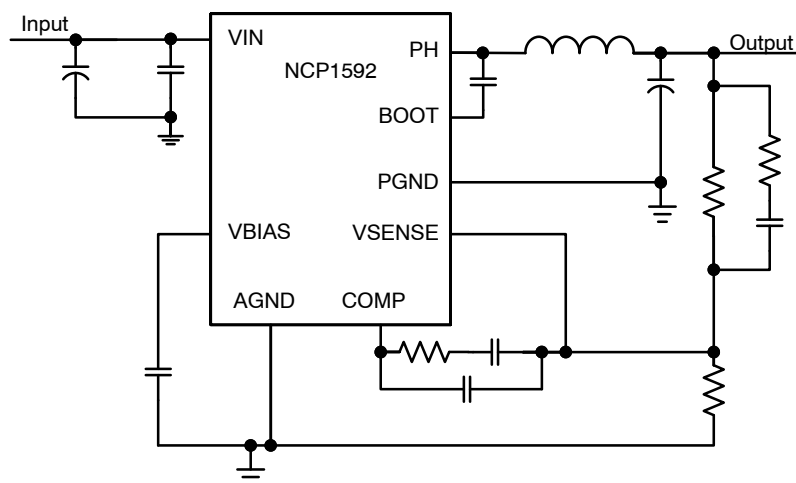 Input
VIN
PH
Output
NCP1592
BOOT
PGND
VBIAS
VSENSE
AGND
COMP